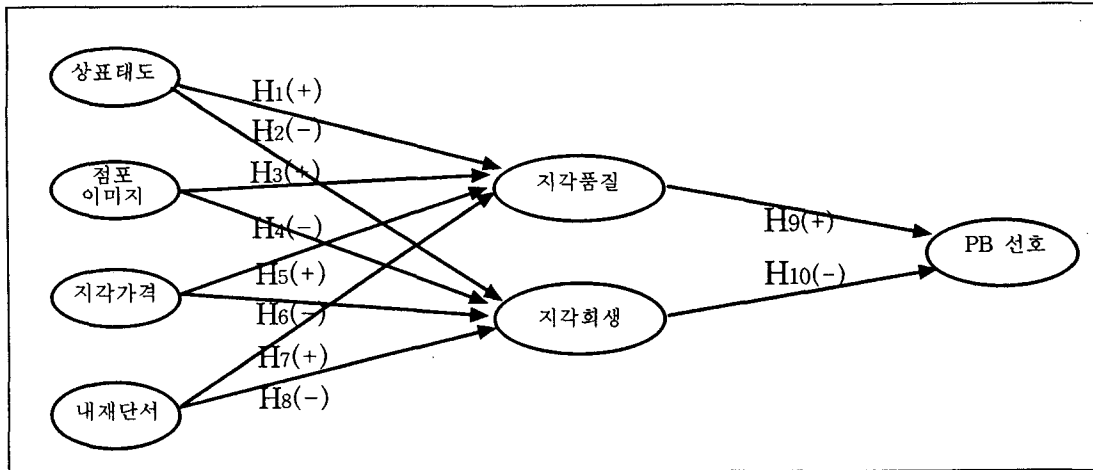 상표태도
H1(+)
H2(-)
점포
이미지
H3(+)
지각품질
H4(-)
H9(+)
PB 선호
지각가격
H5(+)
H10(-)
H6(-)
지각희생
H7(+)
내재단서
H8(-)